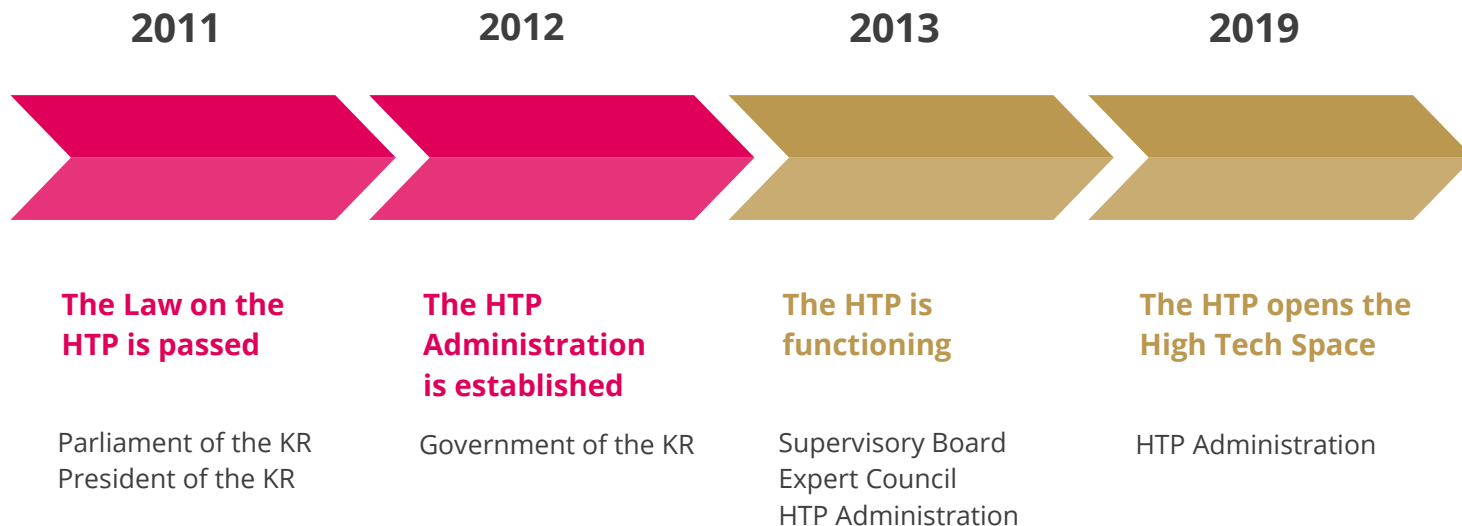 2011
2012
2013
2019
The Law on the
HTP is passed
Parliament of the KR
President of the KR
The HTP
Administration
is established
Government of the KR
The HTP is
functioning
Supervisory Board
Expert Council
HTP Administration
The HTP opens the
High Tech Space
HTP Administration